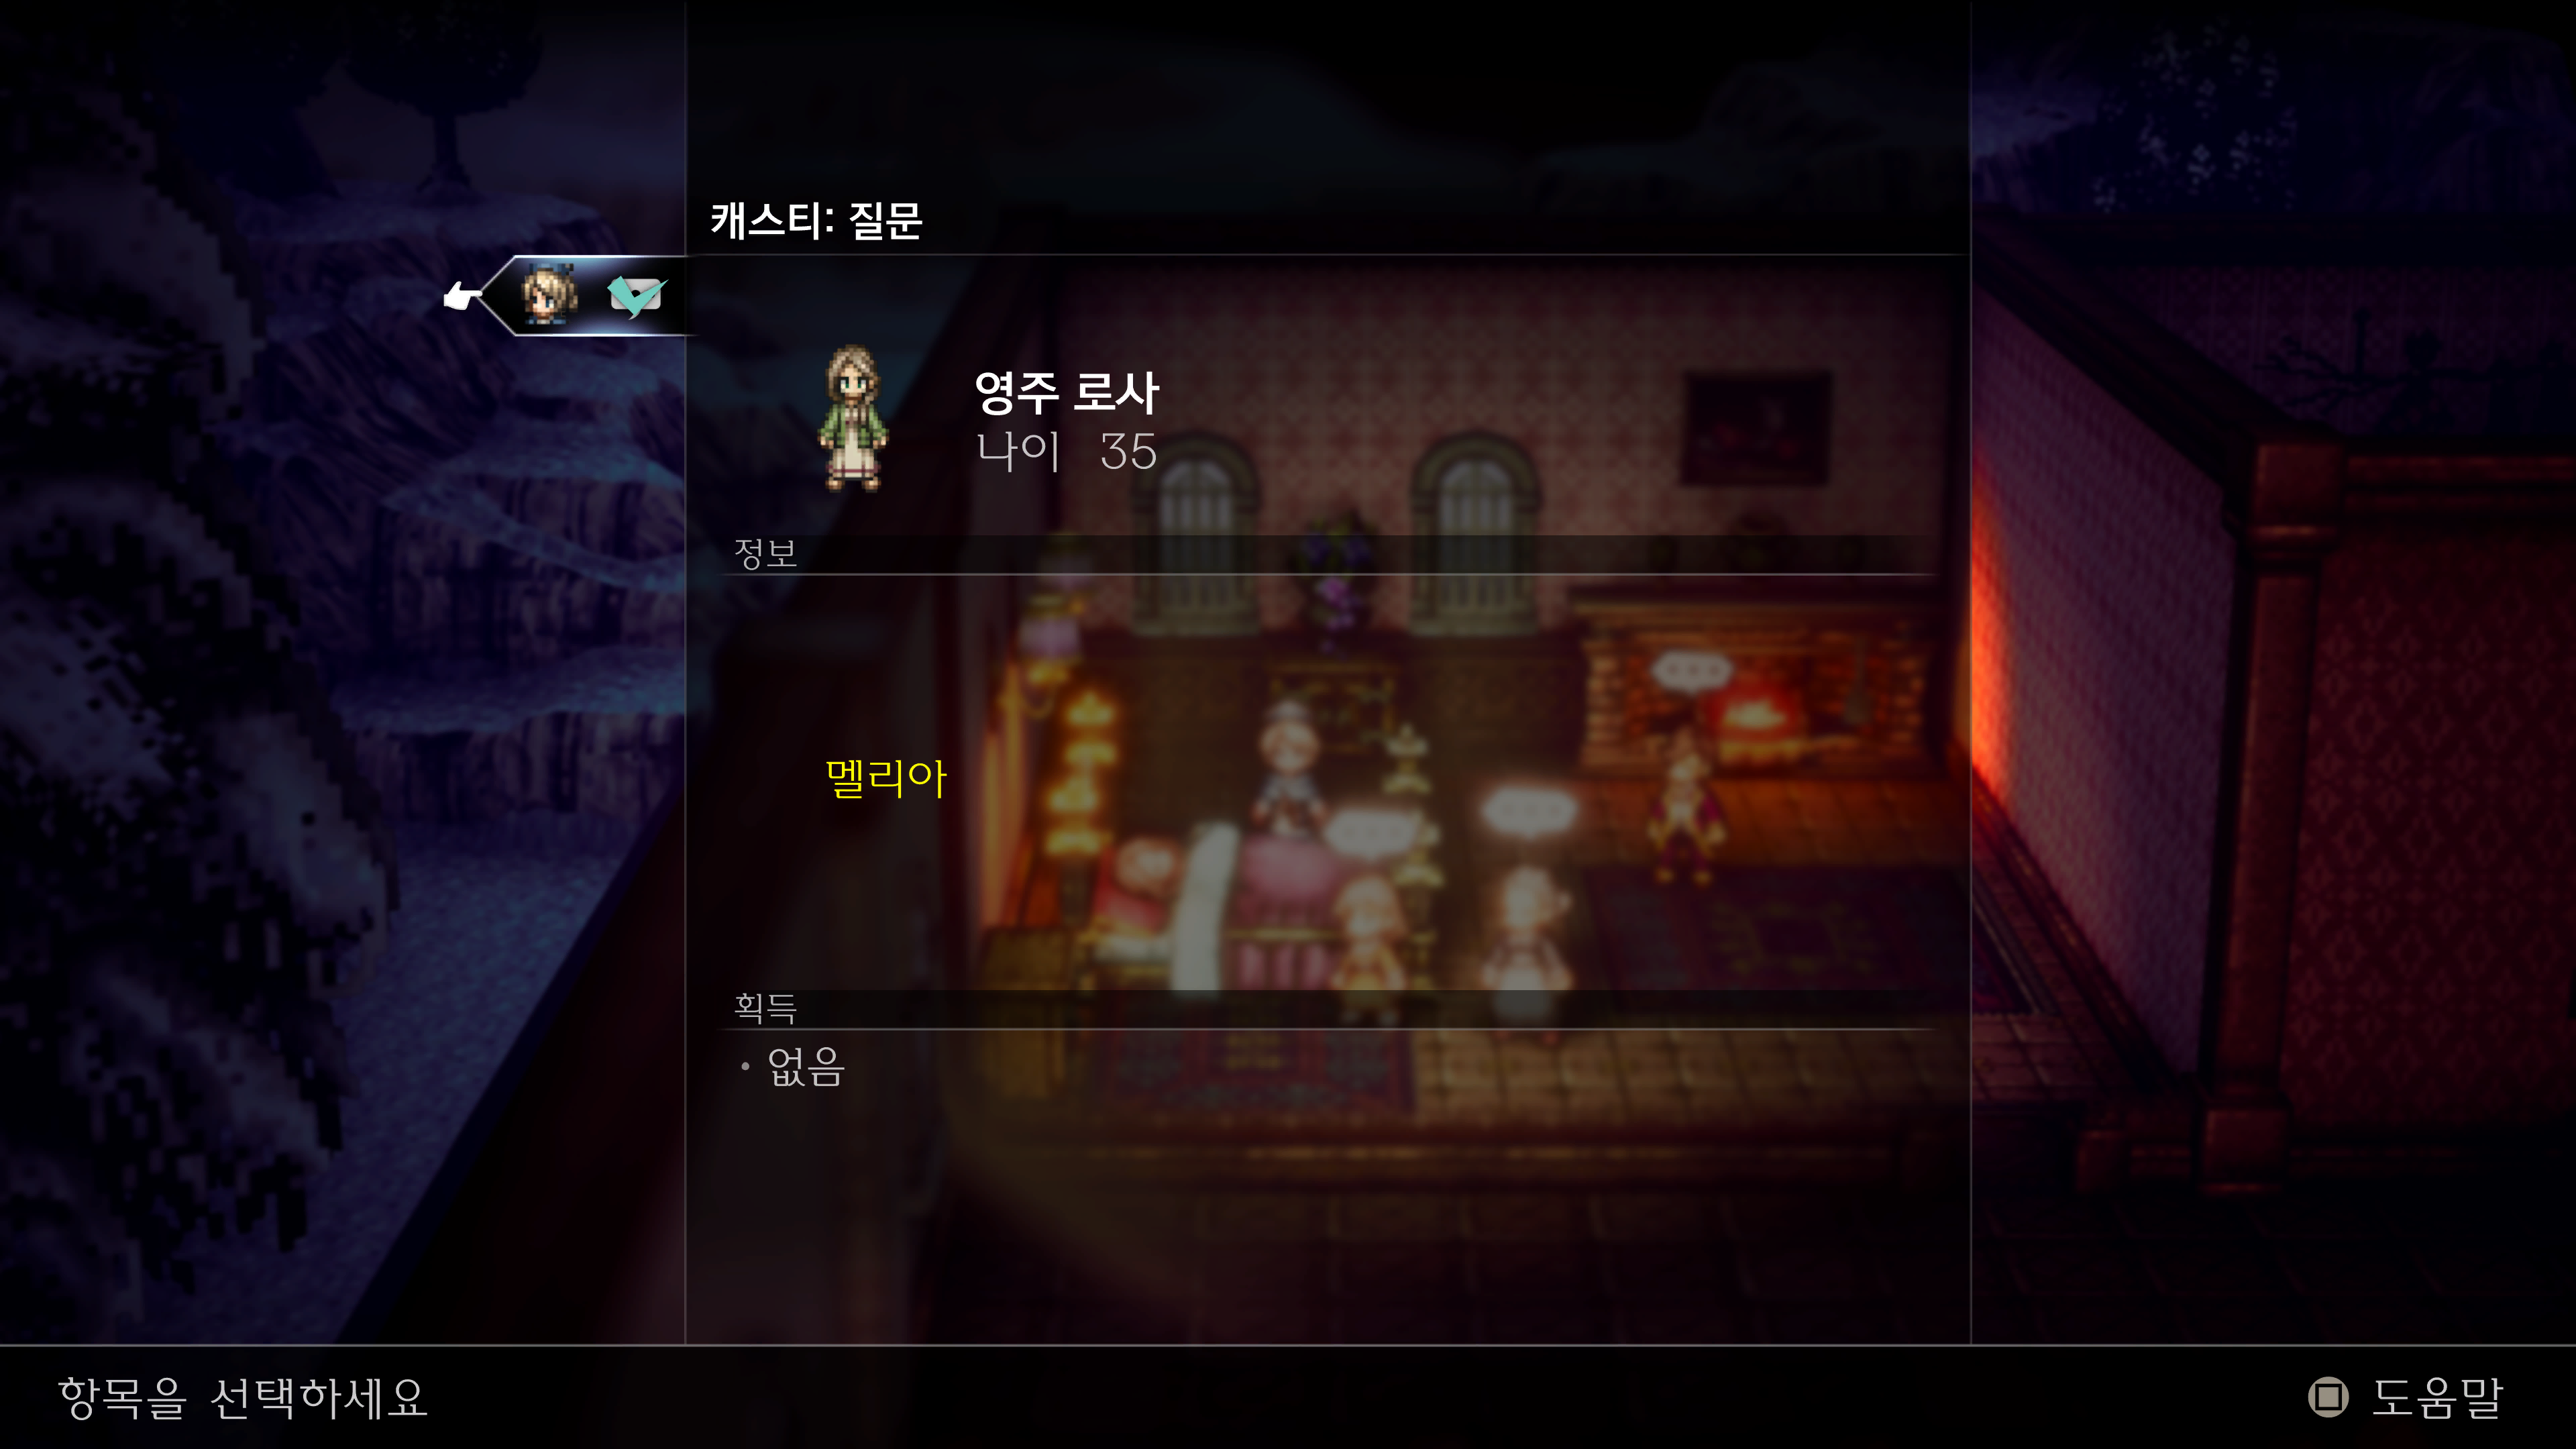 캐스티: 질문
영주 로사
나이 35
정보
멜리아
획득
• 없음
항목을 선택하세요
도움말